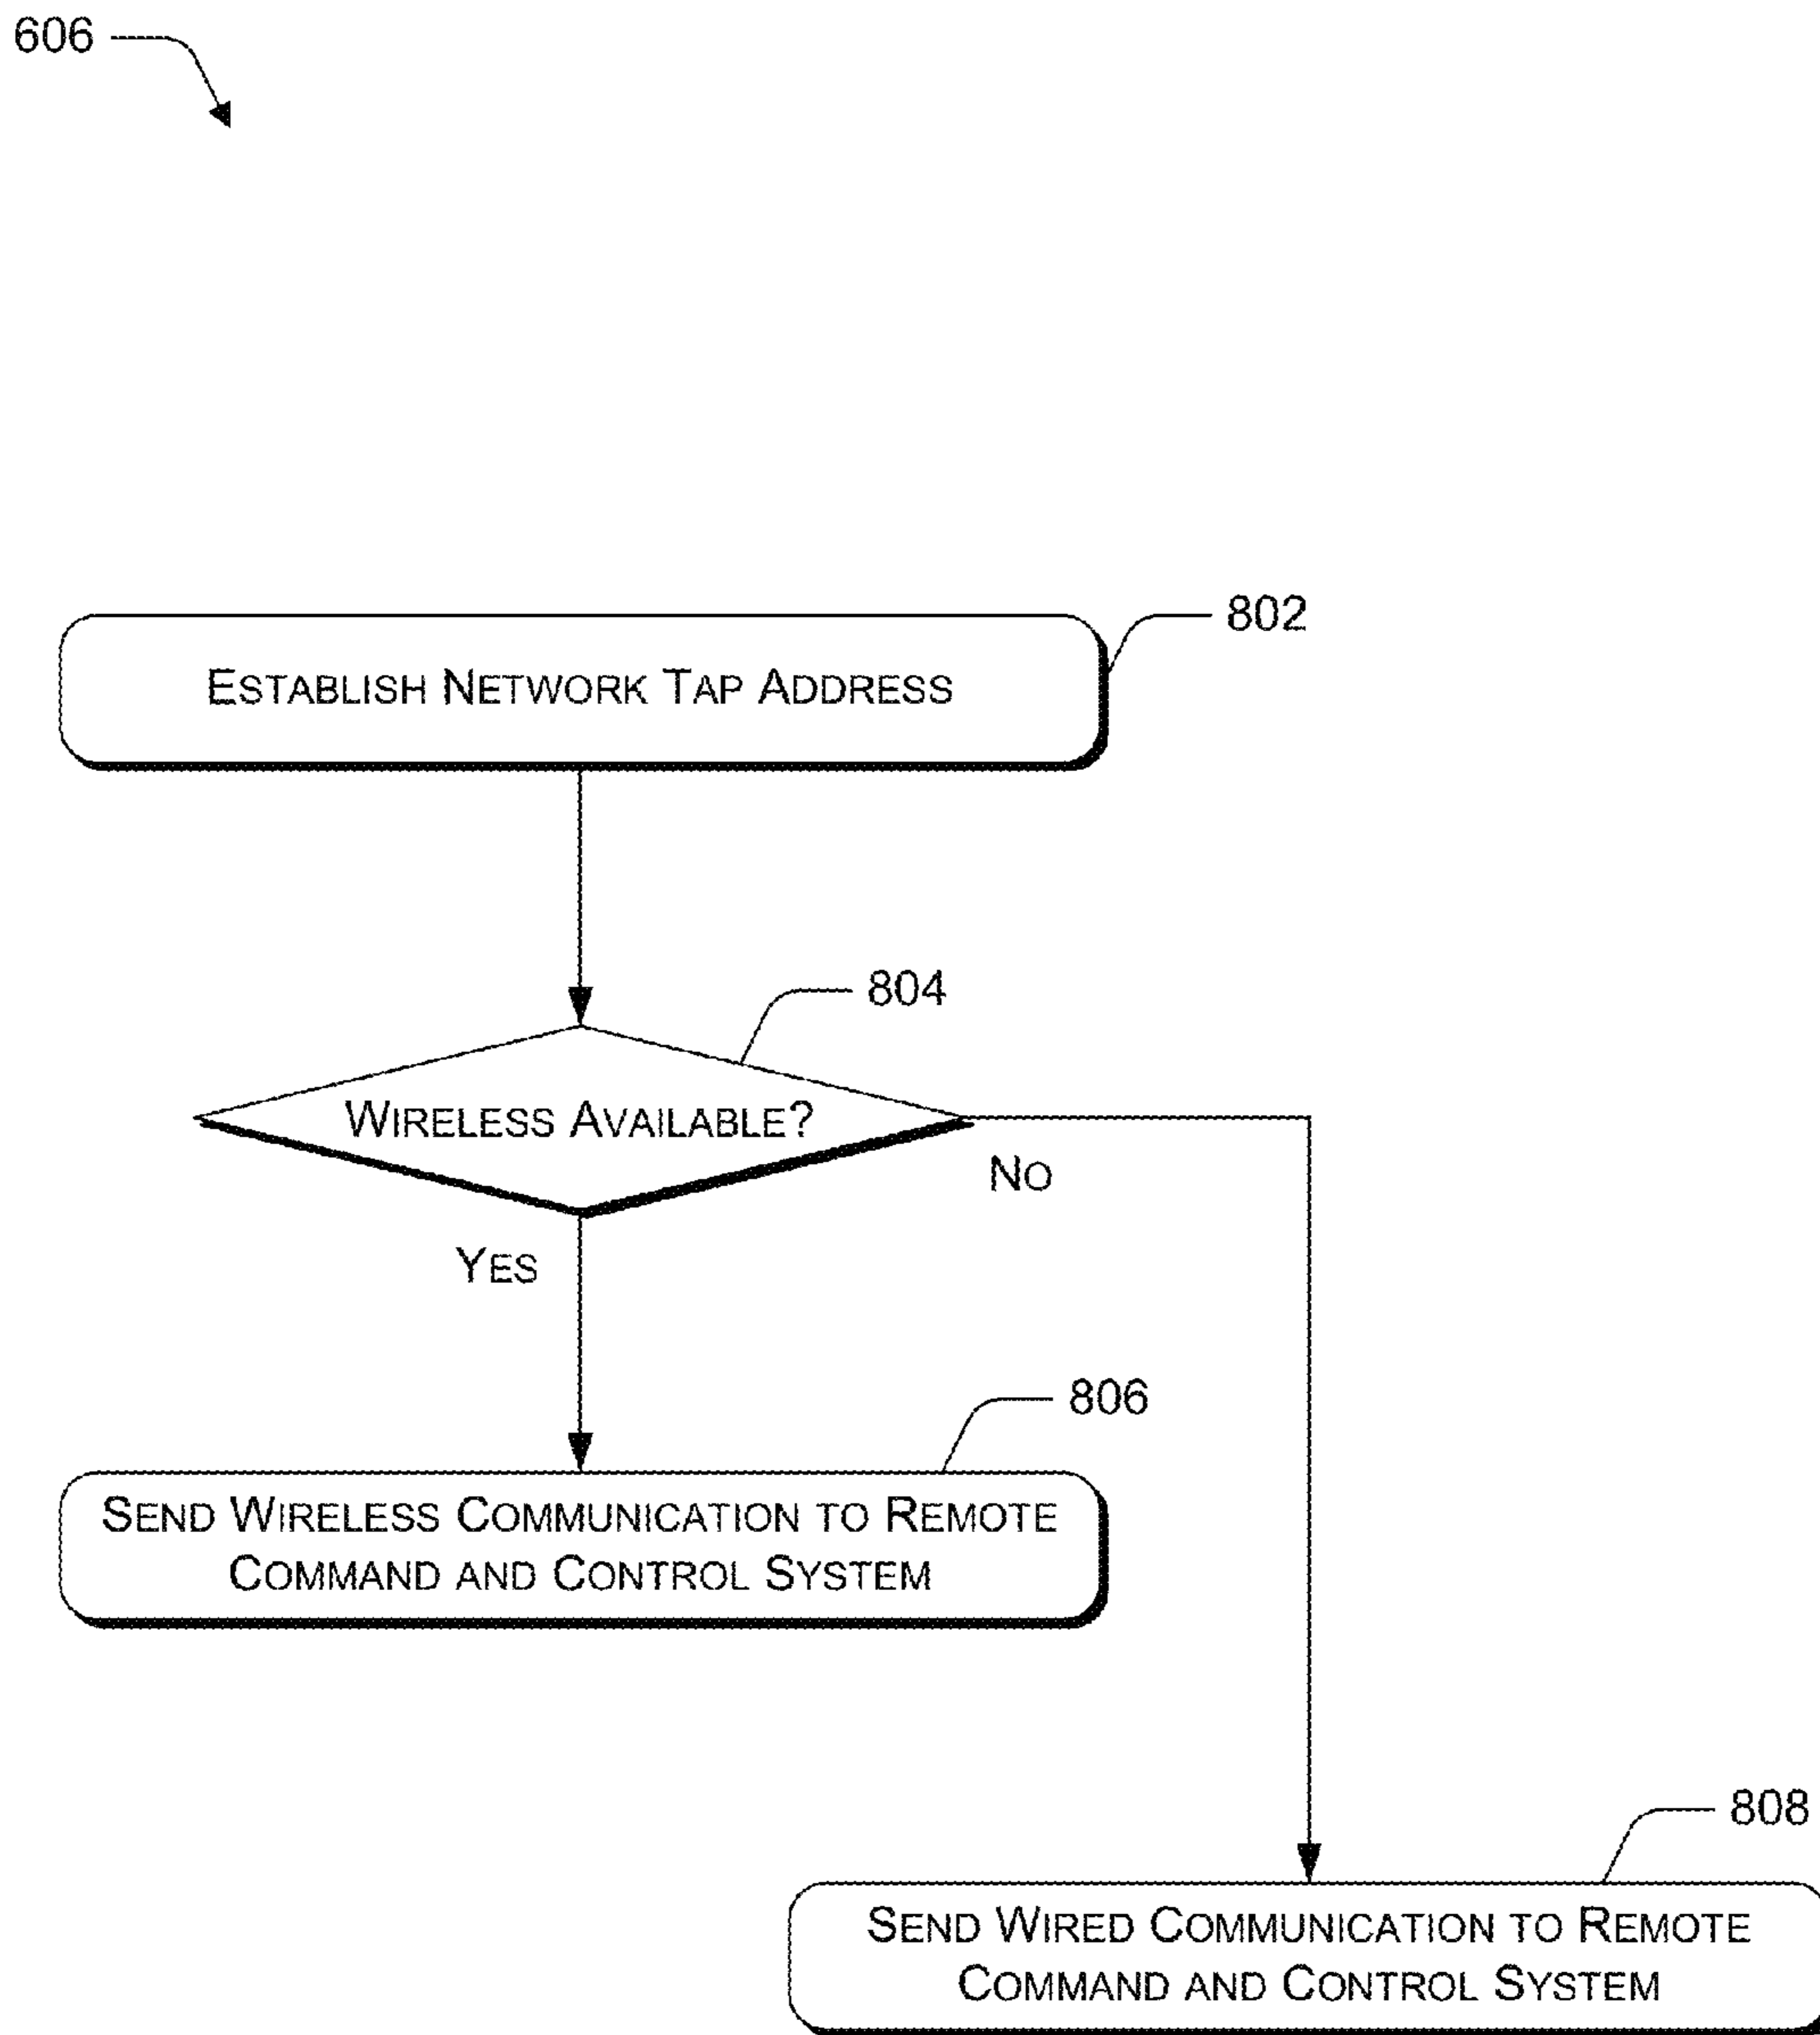 606
802
ESTABLISH NETWORK TAP ADDRESS
804
WIRELESS AVAILABLE?
NO
YES
806
SEND WIRELESS COMMUNICATION TO REMOTE
COMMAND AND CONTROL SYSTEM
808
SEND WIRED COMMUNICATION TO REMOTE
COMMAND AND CONTROL SYSTEM